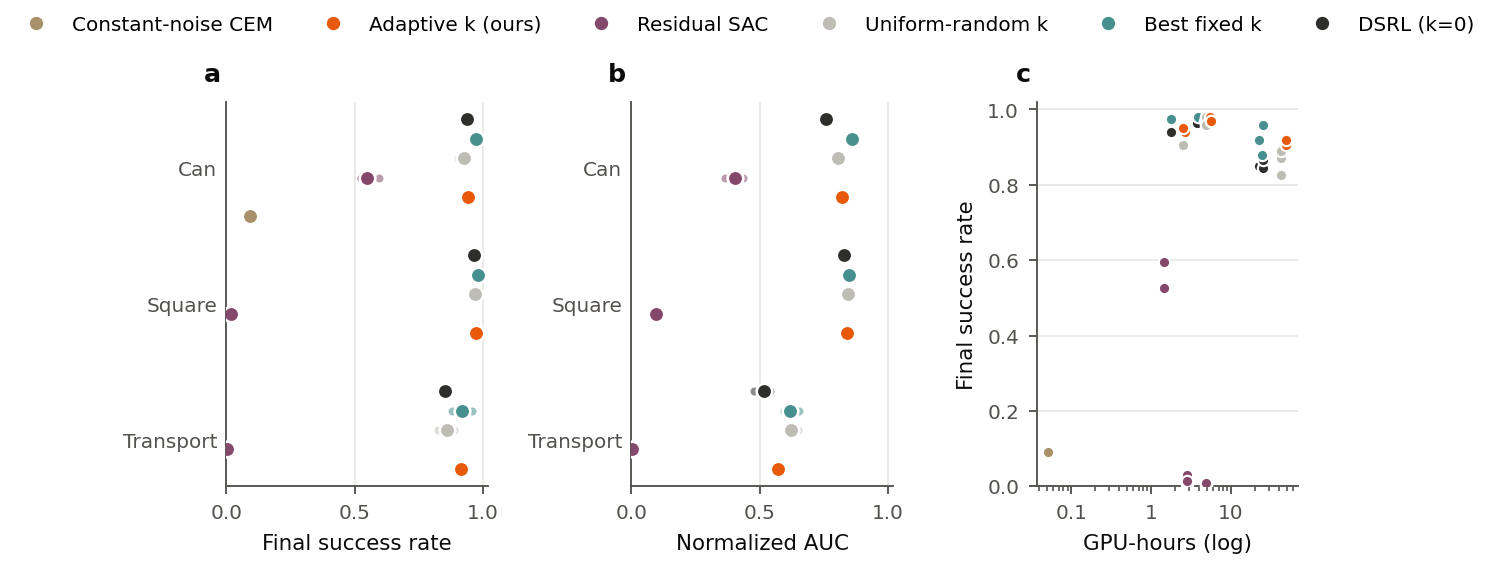 Constant-noise CEM Adaptive k (ours) Residual SAC Uniform-random k Best fixed k DSRL (k=0)
a
Can
Square
Transport
0.0 0.5 1.0
Final success rate
b
Can
Square
Transport
0.0 0.5 1.0
Normalized AUC
c
Final success rate
1.0
0.8
0.6
0.4
0.2
0.0
0.1 1 10
GPU-hours (log)